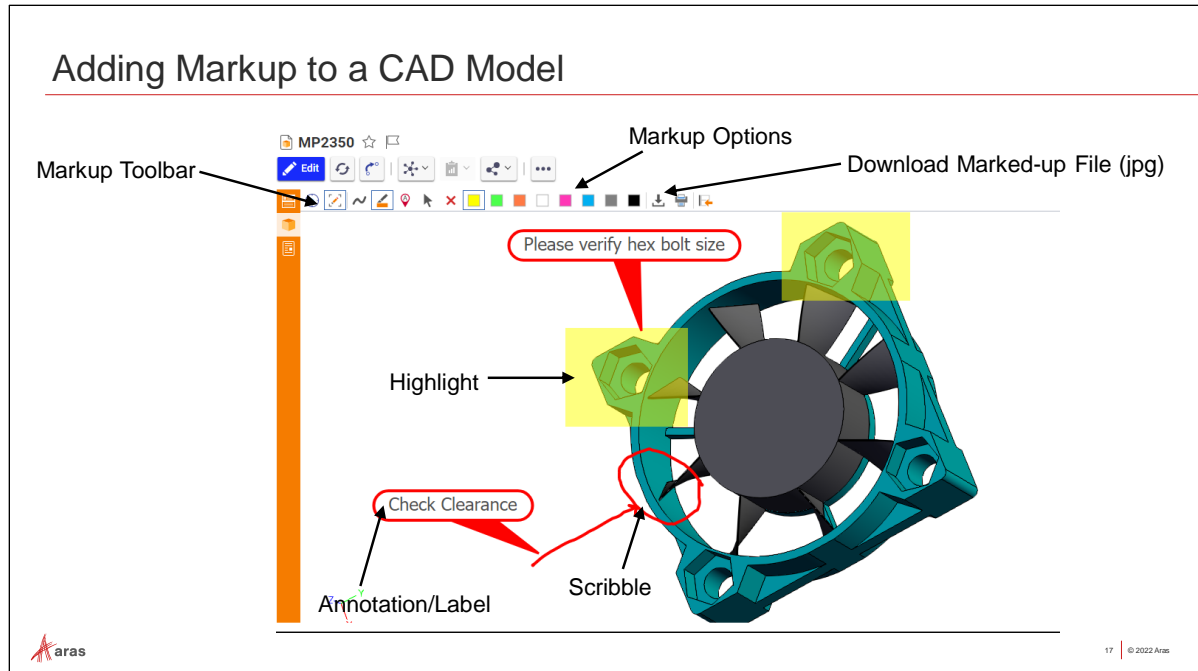 Adding Markup to a CAD Model
MP2350
Markup Options
Edit
Markup Toolbar
Download Marked-up File (jpg)
Please verify hex bolt size
Highlight
Check Clearance
Scribble
Z Y
Annotation/Label
aras
17 © 2022 Aras